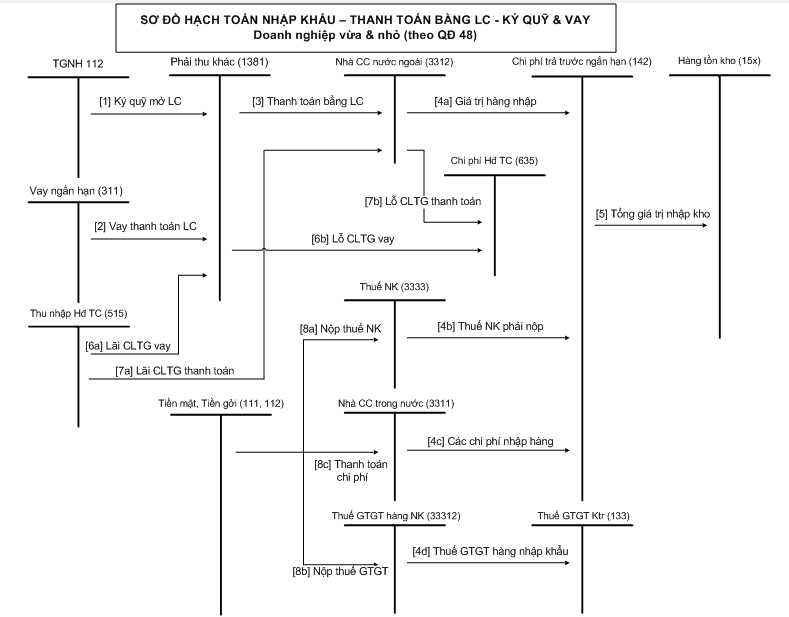 SƠ ĐỒ HẠCH TOÁN NHẬP KHẨU – THANH TOÁN BẰNG LC - KÝ QUỸ & VAY
Doanh nghiệp vừa & nhỏ (theo QĐ 48)
TGNH 112
Phải thu khác (1381)
Nhà CC nước ngoài (3312)
Chi phí trả trước ngắn hạn (142)
Hàng tồn kho (15x)
[1] Ký quỹ mở LC
[3] Thanh toán bằng LC
[4a] Giá trị hàng nhập
Chi phí Hđ TC (635)
Vay ngắn hạn (311)
[7b] Lỗ CLTG thanh toán
[5] Tổng giá trị nhập kho
[2] Vay thanh toán LC
[6b] Lỗ CLTG vay
Thuế NK (3333)
Thu nhập Hđ TC (515)
[8a] Nộp thuế NK
[4b] Thuế NK phải nộp
[6a] Lãi CLTG vay
[7a] Lãi CLTG thanh toán
Tiền mặt, Tiền gởi (111, 112)
Nhà CC trong nước (3311)
[4c] Các chi phí nhập hàng
[8c] Thanh toán
chi phí
Thuế GTGT hàng NK (33312)
Thuế GTGT Ktr (133)
[4d] Thuế GTGT hàng nhập khẩu
[8b] Nộp thuế GTGT